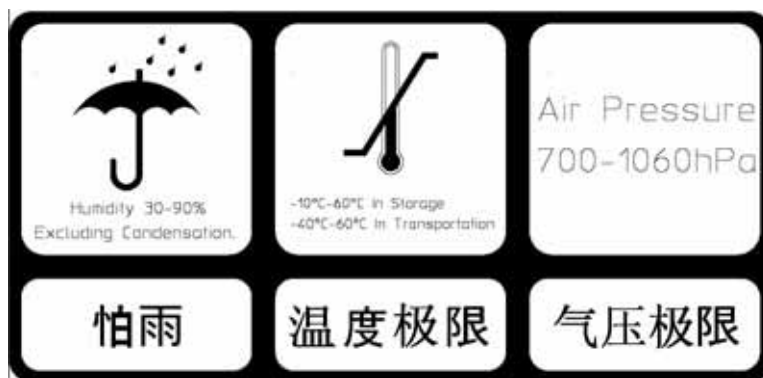 Humidity 30-90%
Excluding Condensation.
-10°C-60°C In Storage
-40°C-60°C In Transportation
Air Pressure
700-1060hPa
怕雨
温度极限
气压极限